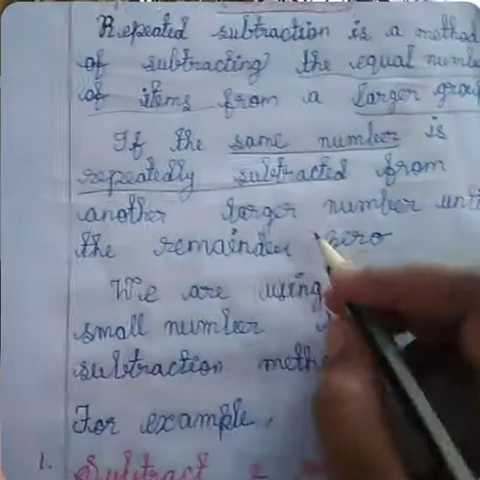 Repeated subtraction is a method
of subtracting the equal number
of items from a larger group
If the same number is
repeatedly subtracted from
another larger number until
the remainder zero
We are using
small number
subtraction meth
For example,
1. Subtract